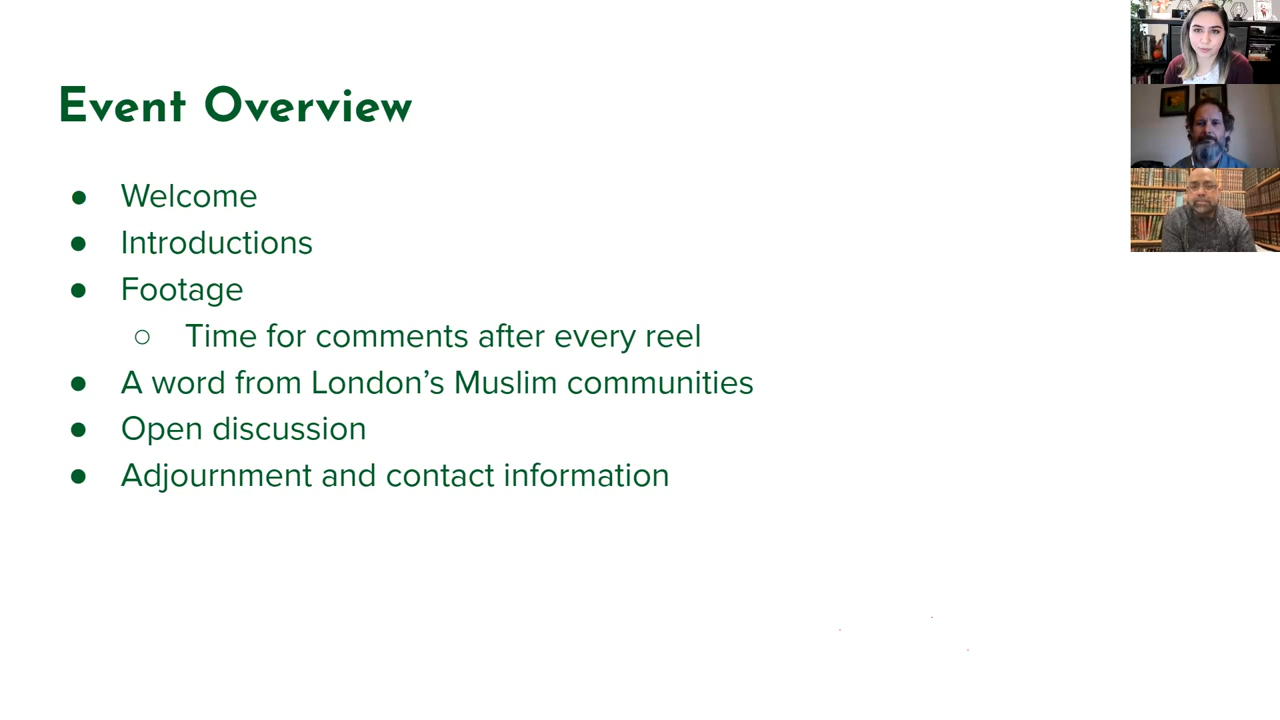 Event Overview
● Welcome
● Introductions
● Footage
○ Time for comments after every reel
● A word from London’s Muslim communities
● Open discussion
● Adjournment and contact information